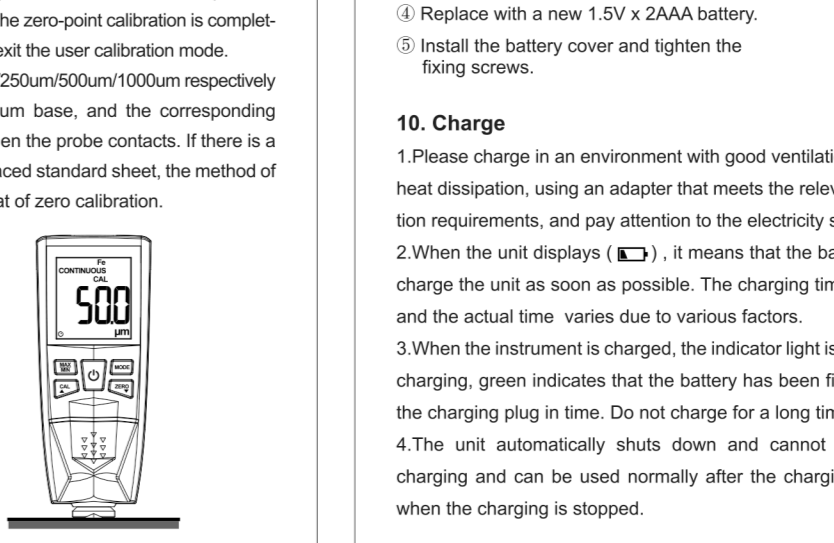 he zero-point calibration is complet-
exit the user calibration mode.
/250um/500um/1000um respectively
um base, and the corresponding
en the probe contacts. If there is a
aced standard sheet, the method of
at of zero calibration.
Fe
CONTINUOUS
CAL
50.0
µm
MAX
MIN
MODE
CAL
ZERO
④ Replace with a new 1.5V x 2AAA battery.
⑤ Install the battery cover and tighten the
fixing screws.
10. Charge
1.Please charge in an environment with good ventilati
heat dissipation, using an adapter that meets the relev
tion requirements, and pay attention to the electricity s
2.When the unit displays ( ) , it means that the ba
charge the unit as soon as possible. The charging tim
and the actual time varies due to various factors.
3.When the instrument is charged, the indicator light is
charging, green indicates that the battery has been fi
the charging plug in time. Do not charge for a long tim
4.The unit automatically shuts down and cannot
charging and can be used normally after the chargi
when the charging is stopped.